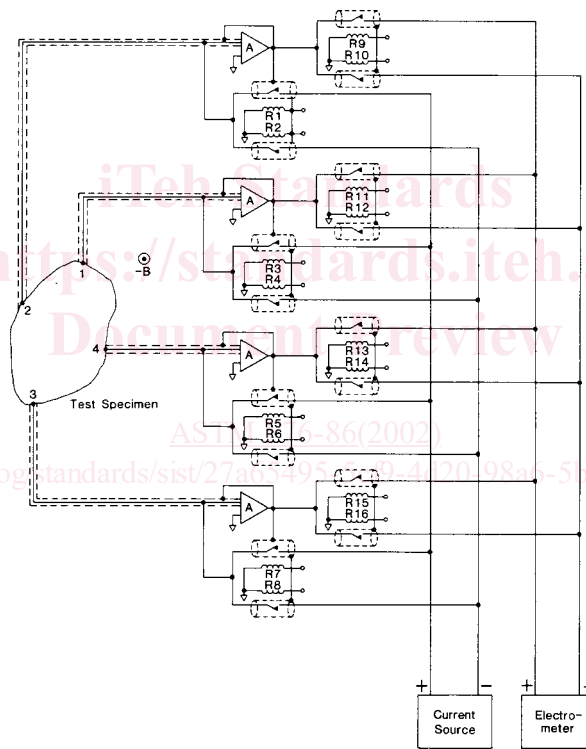 A
R9
R10
R1
R2
iTeh Standards
A
R11
R12
https://standards.iteh.
1
-B
R3
R4
2
Document Preview
4
A
R13
R14
3
Test Specimen
R5
R6
ASTM F76-86(2002)
A
R15
R16
R7
R8
+ - + -
Current
Source
Electro-
meter